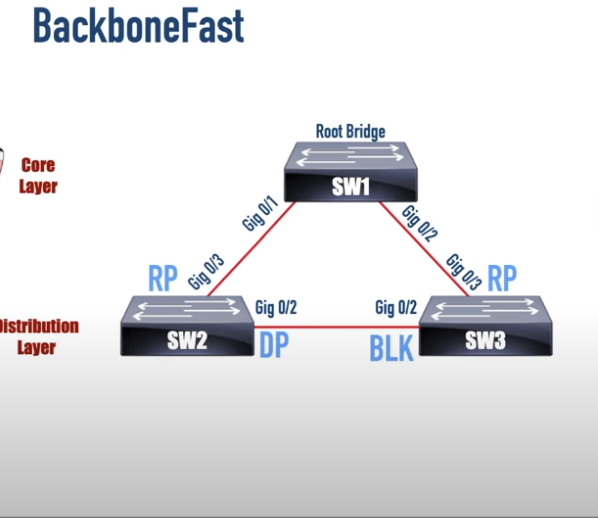 BackboneFast
Core
Layer
Root Bridge
SW1
Gig 0/1
Gig 0/2
RP
Gig 0/3
Gig 0/3
RP
Distribution
Layer
SW2
Gig 0/2
DP
Gig 0/2
BLK
SW3